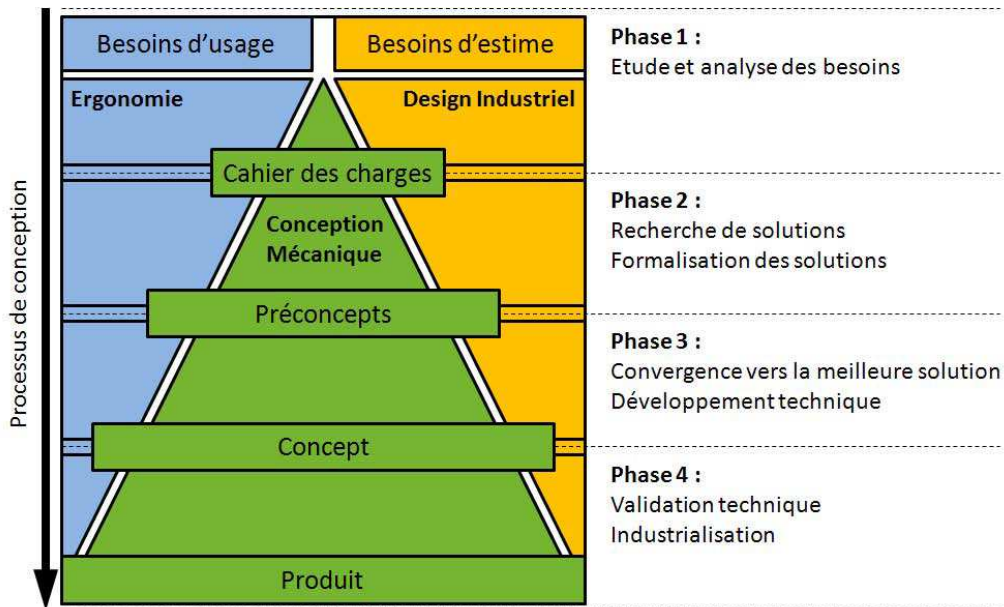 Processus de conception
Besoins d'usage
Besoins d'estime
Ergonomie
Design Industriel
Cahier des charges
Conception
Mécanique
Préconcepts
Concept
Produit
Phase 1 :
Etude et analyse des besoins
Phase 2 :
Recherche de solutions
Formalisation des solutions
Phase 3 :
Convergence vers la meilleure solution
Développement technique
Phase 4 :
Validation technique
Industrialisation